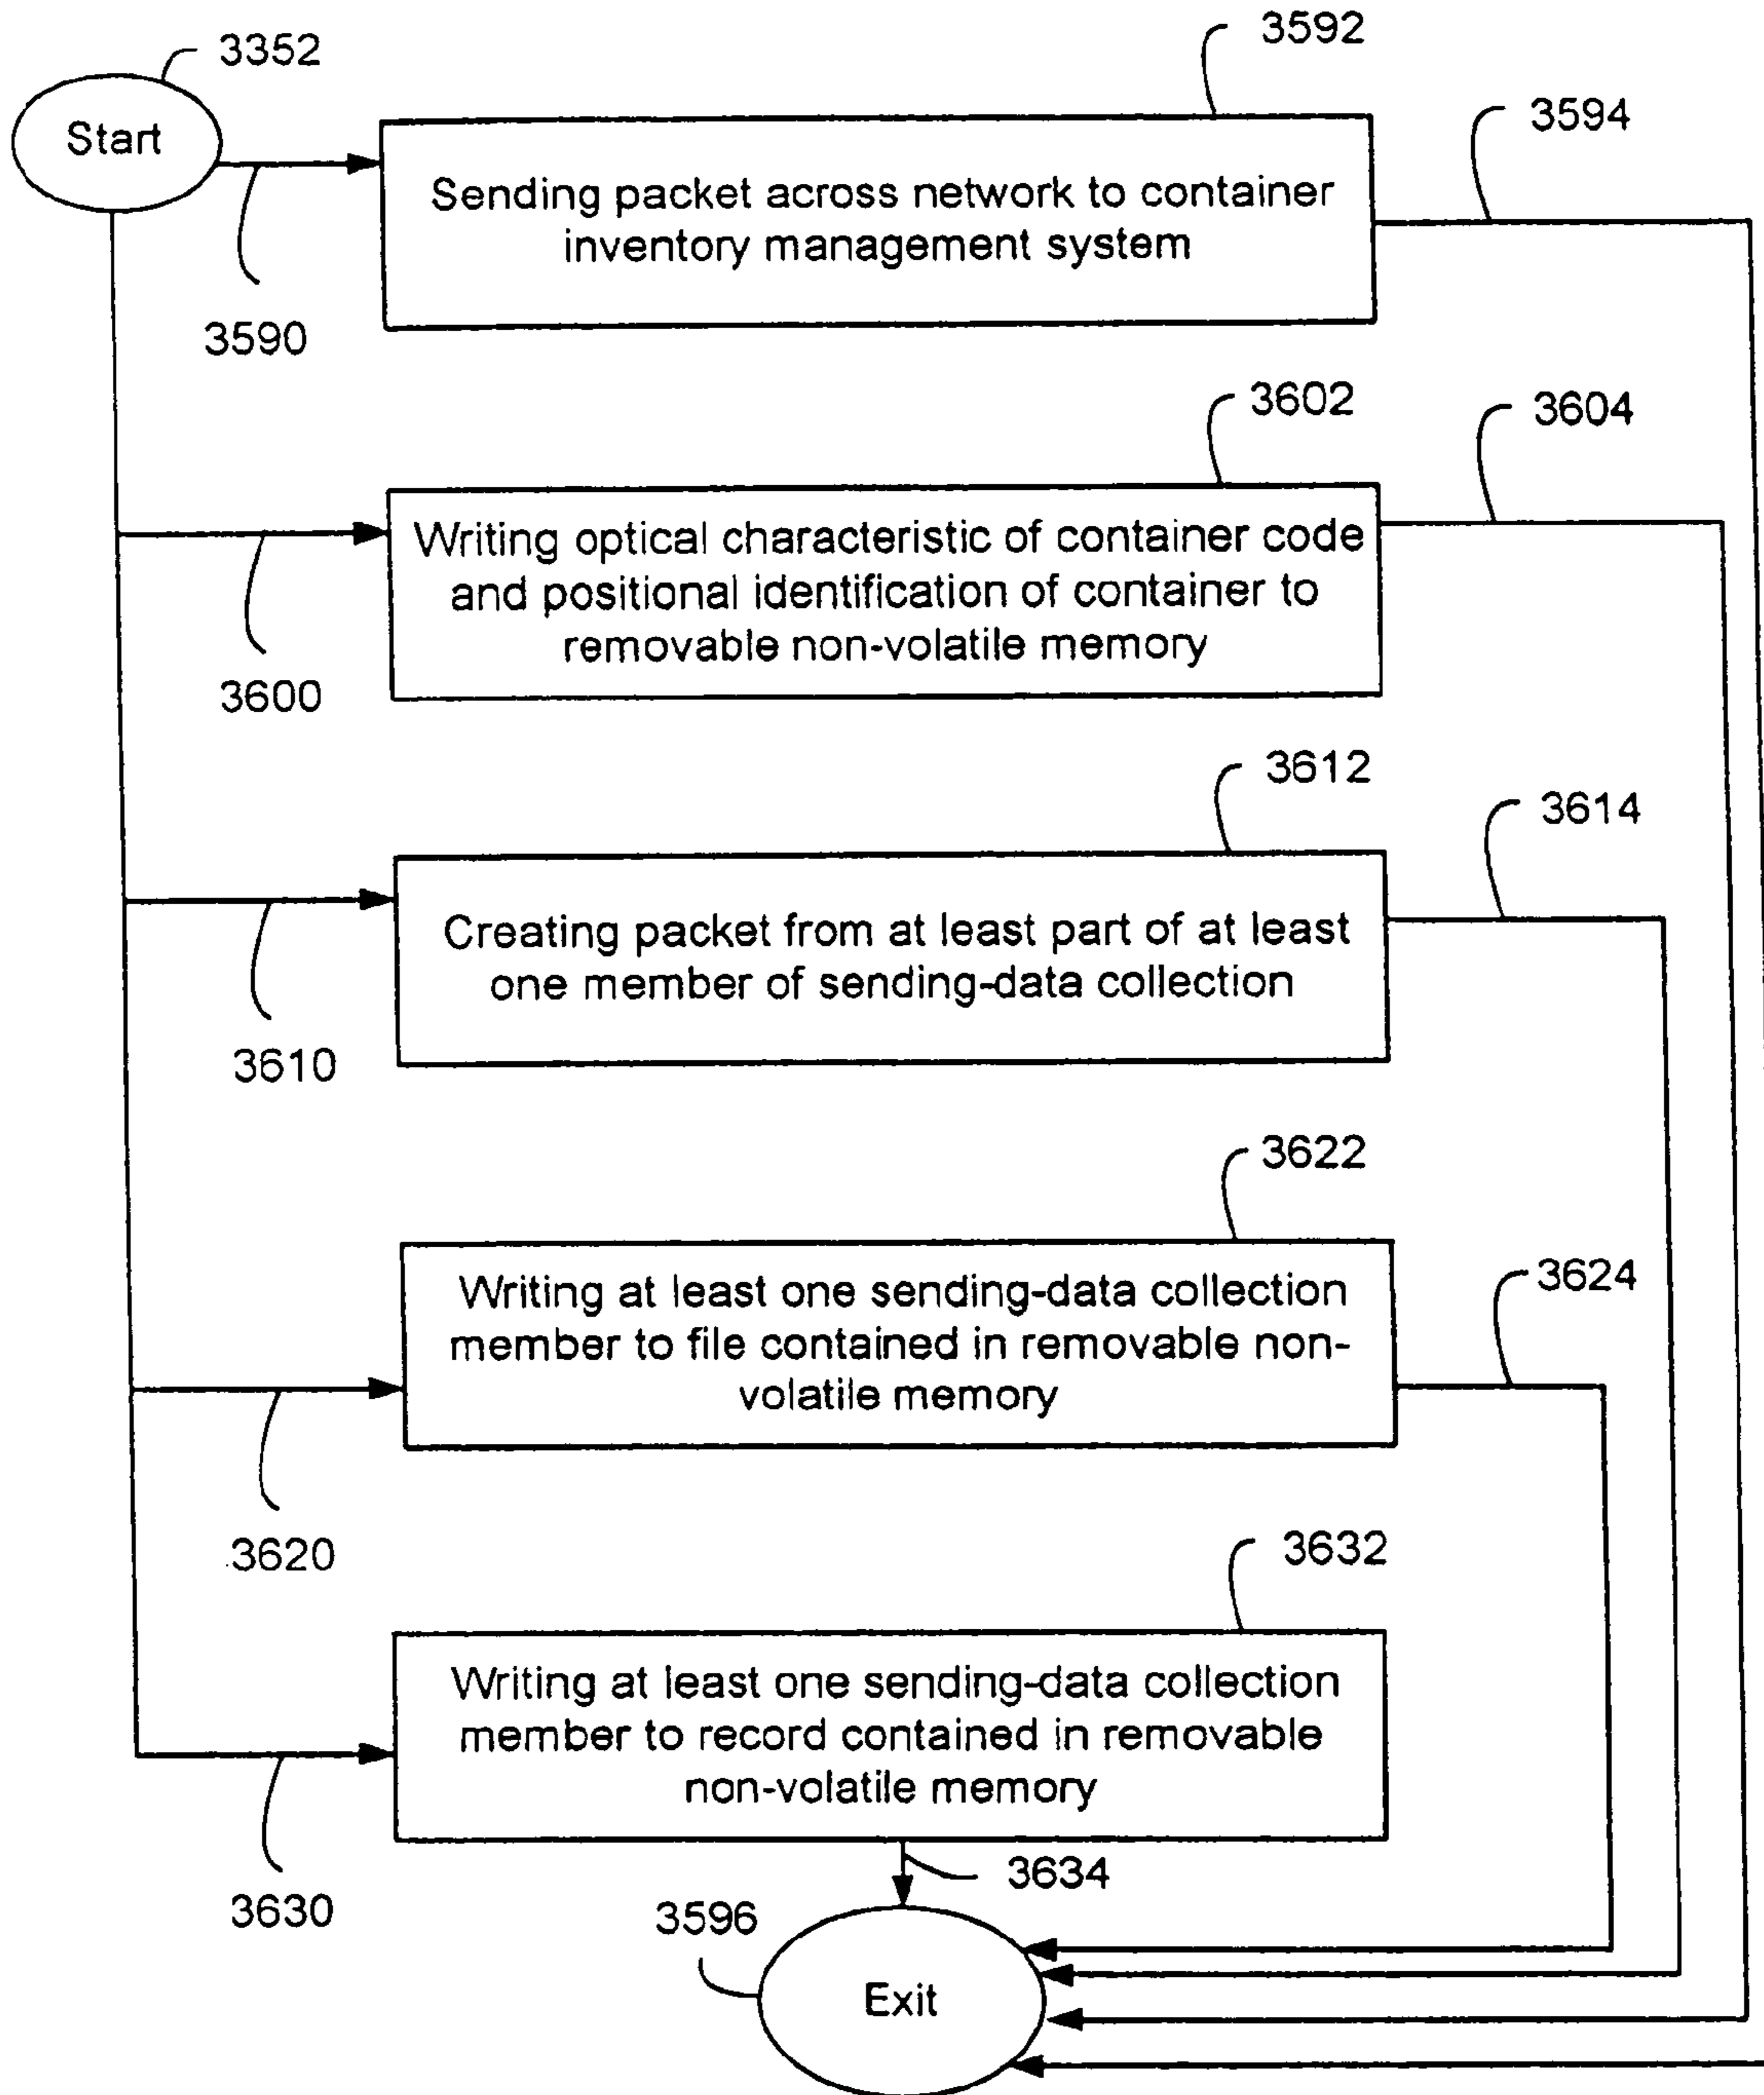 3352
Start
3590
3592
Sending packet across network to container
inventory management system
3594
3600
3602
Writing optical characteristic of container code
and positional identification of container to
removable non-volatile memory
3604
3610
3612
Creating packet from at least part of at least
one member of sending-data collection
3614
3620
3622
Writing at least one sending-data collection
member to file contained in removable non-
volatile memory
3624
3630
3632
Writing at least one sending-data collection
member to record contained in removable
non-volatile memory
3634
3596
Exit